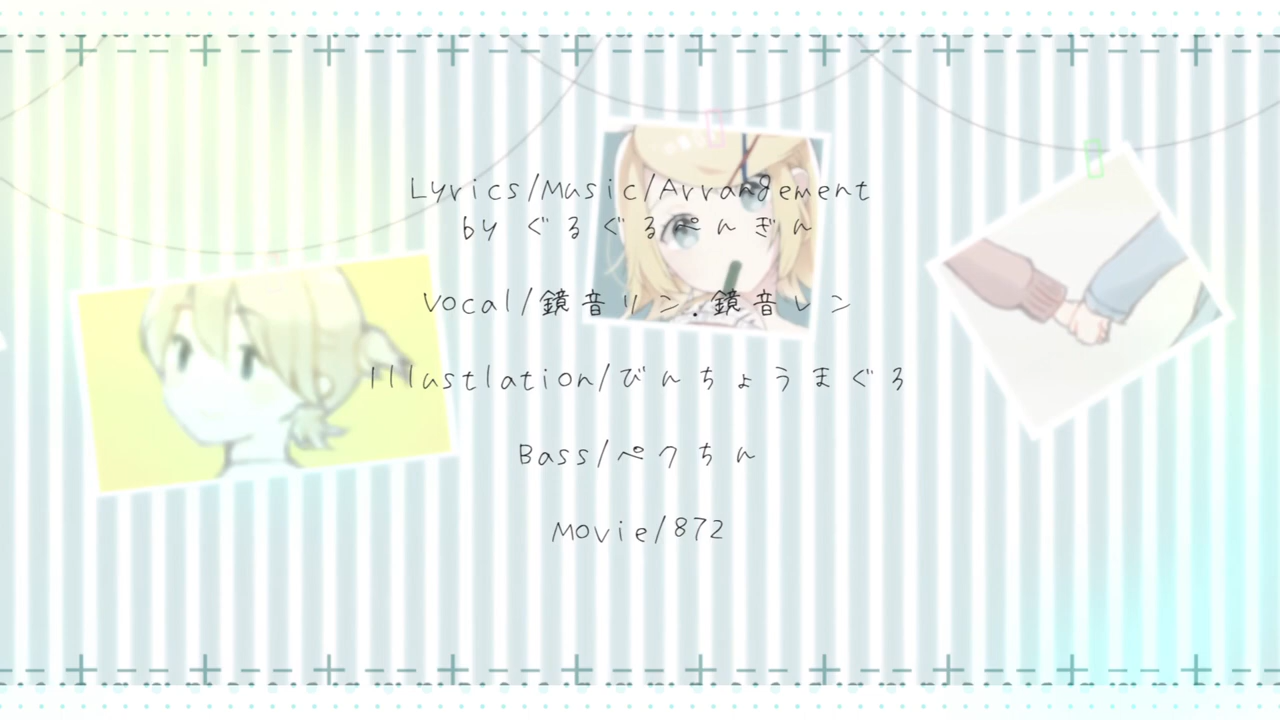 Lyrics/Music/Arrangement
by ぐるぐるぺんぎん
Vocal/鏡音リン.鏡音レン
Illustlation/びんちょうまぐろ
Bass/ペクちん
Movie/872